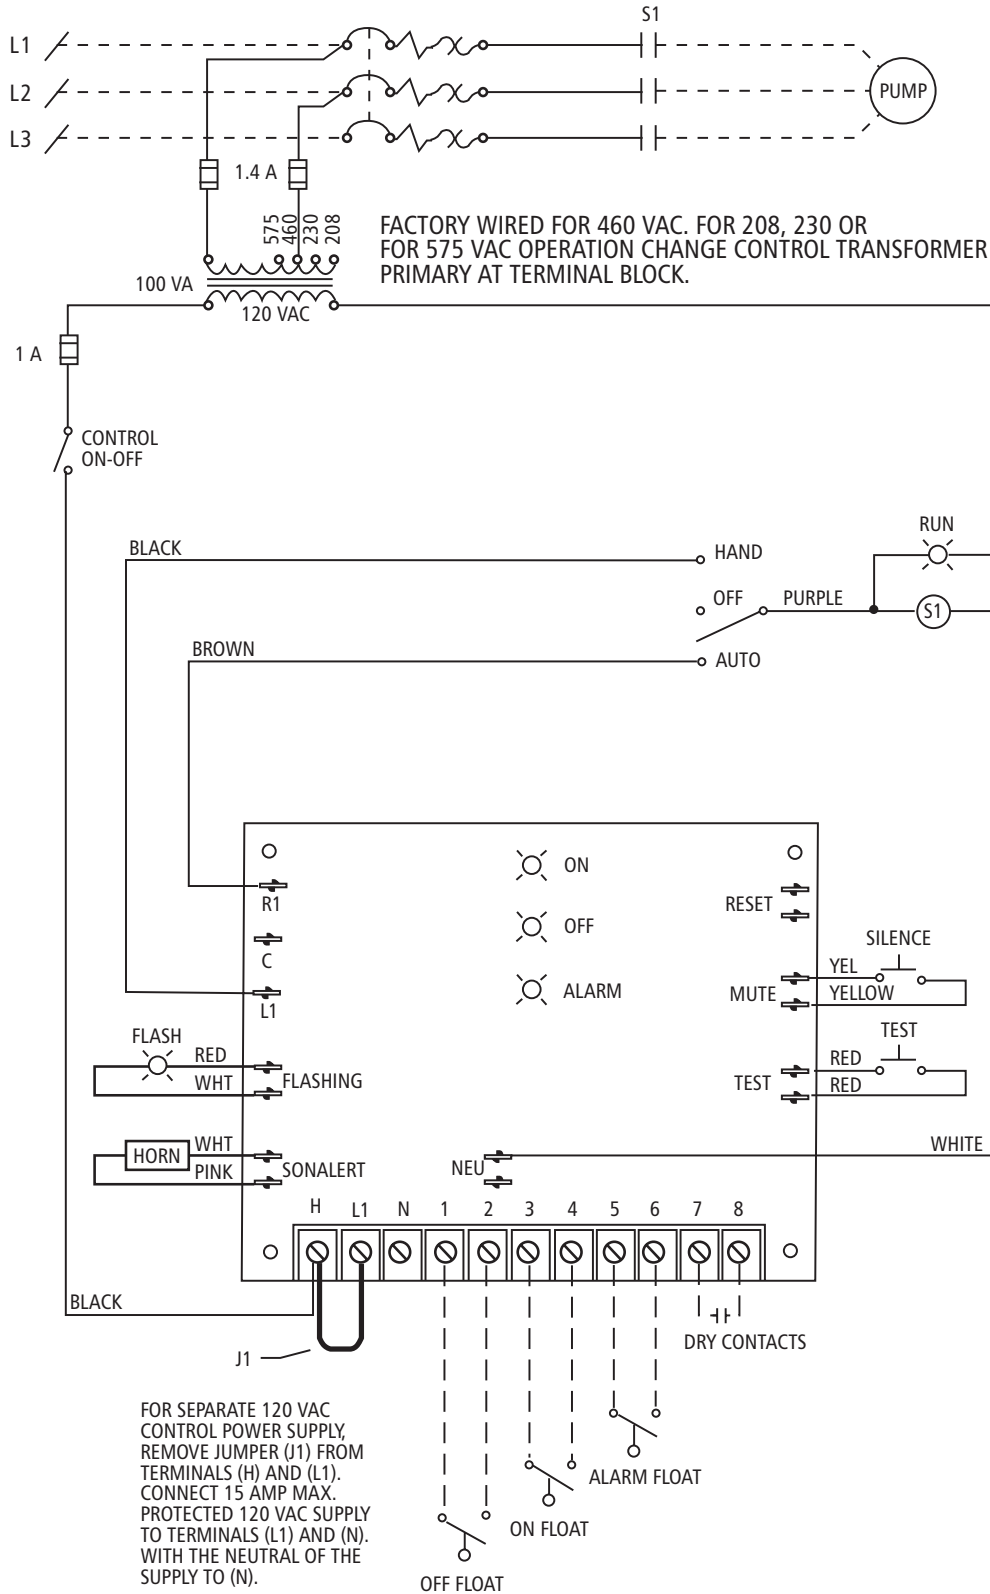 S1
L1
L2
PUMP
L3
1.4 A
575
460
230
208
FACTORY WIRED FOR 460 VAC. FOR 208, 230 OR
FOR 575 VAC OPERATION CHANGE CONTROL TRANSFORMER
PRIMARY AT TERMINAL BLOCK.
100 VA
120 VAC
1 A
CONTROL
ON-OFF
RUN
BLACK
HAND
OFF
PURPLE
S1
BROWN
AUTO
ON
R1
RESET
OFF
SILENCE
C
YEL
ALARM
MUTE
YELLOW
L1
FLASH
TEST
RED
RED
FLASHING
TEST
WHT
RED
WHT
WHITE
HORN
SONALERT
NEU
PINK
H L1 N 1 2 3 4 5 6 7 8
BLACK
DRY CONTACTS
J1
FOR SEPARATE 120 VAC
CONTROL POWER SUPPLY,
REMOVE JUMPER (J1) FROM
TERMINALS (H) AND (L1).
CONNECT 15 AMP MAX.
PROTECTED 120 VAC SUPPLY
TO TERMINALS (L1) AND (N).
WITH THE NEUTRAL OF THE
SUPPLY TO (N).
ALARM FLOAT
ON FLOAT
OFF FLOAT